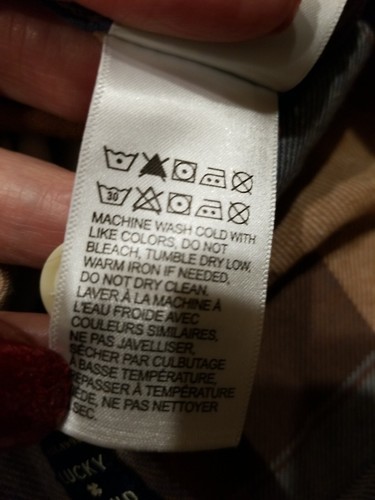 30
MACHINE WASH COLD WITH
LIKE COLORS, DO NOT
BLEACH, TUMBLE DRY LOW,
WARM IRON IF NEEDED,
DO NOT DRY CLEAN.
LAVER À LA MACHINE À
L'EAU FROIDE AVEC
COULEURS SIMILAIRES,
NE PAS JAVELLISER,
SÉCHER PAR CULBUTAGE
À BASSE TEMPÉRATURE,
REPASSER À TEMPÉRATURE
NE PAS NETTOYER
SEC.
LUCKY